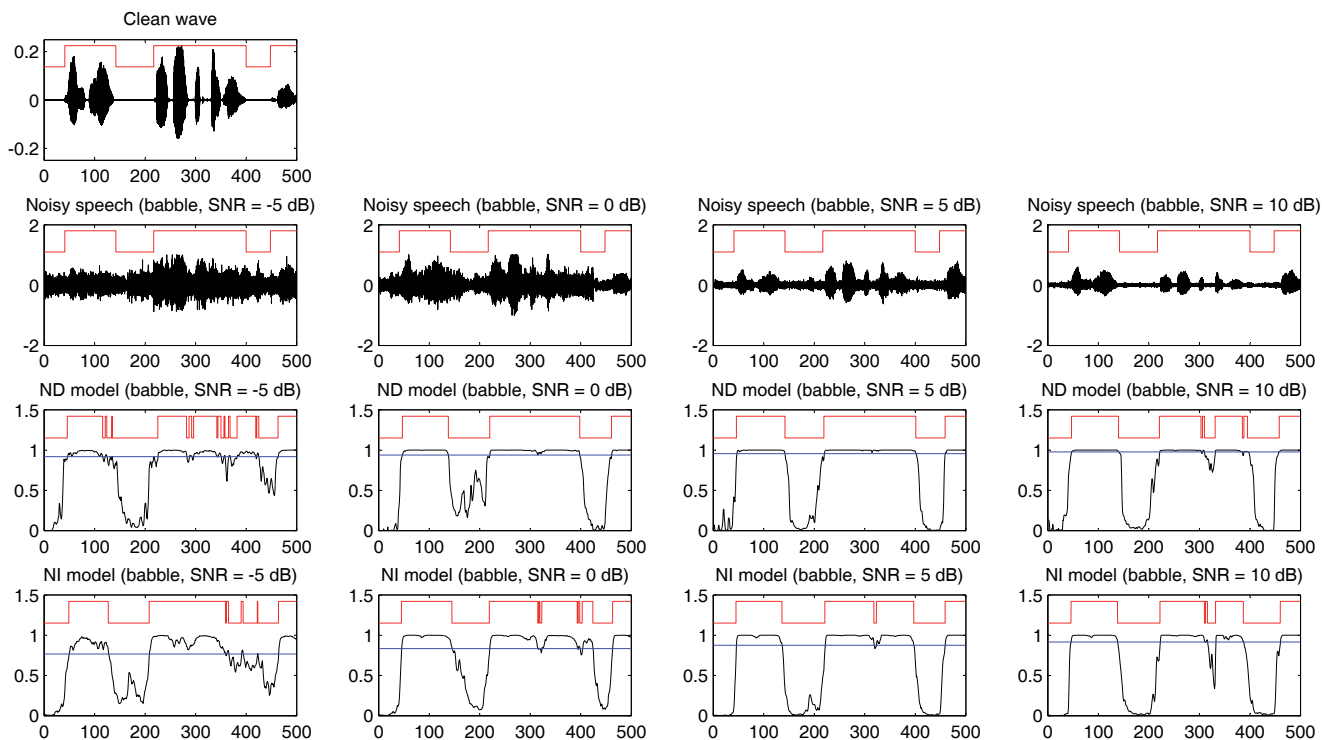 Clean wave
0.2
0
-0.2
0 100 200 300 400 500
Noisy speech (babble, SNR = -5 dB) Noisy speech (babble, SNR = 0 dB) Noisy speech (babble, SNR = 5 dB) Noisy speech (babble, SNR = 10 dB)
2 2 2 2
0 0 0 0
-2 -2 -2 -2
0 100 200 300 400 500 0 100 200 300 400 500 0 100 200 300 400 500 0 100 200 300 400 500
ND model (babble, SNR = -5 dB) ND model (babble, SNR = 0 dB) ND model (babble, SNR = 5 dB) ND model (babble, SNR = 10 dB)
1.5 1.5 1.5 1.5
1 1 1 1
0.5 0.5 0.5 0.5
0 0 0 0
0 100 200 300 400 500 0 100 200 300 400 500 0 100 200 300 400 500 0 100 200 300 400 500
NI model (babble, SNR = -5 dB) NI model (babble, SNR = 0 dB) NI model (babble, SNR = 5 dB) NI model (babble, SNR = 10 dB)
1.5 1.5 1.5 1.5
1 1 1 1
0.5 0.5 0.5 0.5
0 0 0 0
0 100 200 300 400 500 0 100 200 300 400 500 0 100 200 300 400 500 0 100 200 300 400 500